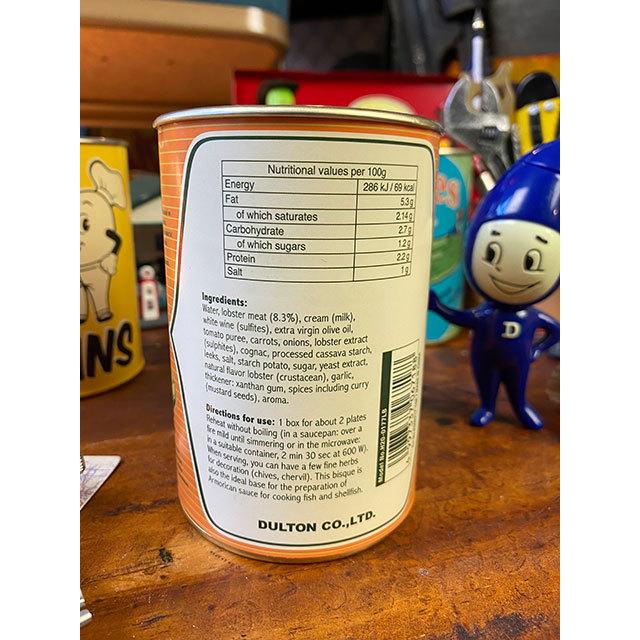 Nutritional values per 100g
Energy 286 kJ / 69 kcal
Fat 5.3g
of which saturates 2.14g
Carbohydrate 2.7g
of which sugars 1.2g
Protein 2.2g
Salt 1g
Ingredients:
Water, lobster meat (8.3%), cream (milk),
white wine (sulfites), extra virgin olive oil,
tomato puree, carrots, onions, lobster extract
(sulphites), cognac, processed cassava starch,
leeks, salt, starch potato, sugar, yeast extract,
natural flavor lobster (crustacean), garlic,
thickener: xanthan gum, spices including curry
(mustard seeds), aroma.
Directions for use: 1 box for about 2 plates
Reheat without boiling (in a saucepan: over a
fire mild until simmering or in the microwave:
in a suitable container, 2 min 30 sec at 600 W).
When serving, you can have a few fine herbs
for decoration (chives, chervil). This bisque is
also the ideal base for the preparation of
Armorican sauce for cooking fish and shellfish.
DULTON CO.,LTD.
Model No.H20-0177LB
NS
es
D